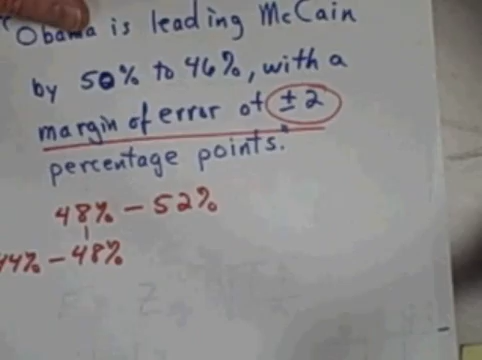 "Obama is leading McCain
by 50% to 46%, with a
margin of error of ±2
percentage points."
48% - 52%
44% - 48%